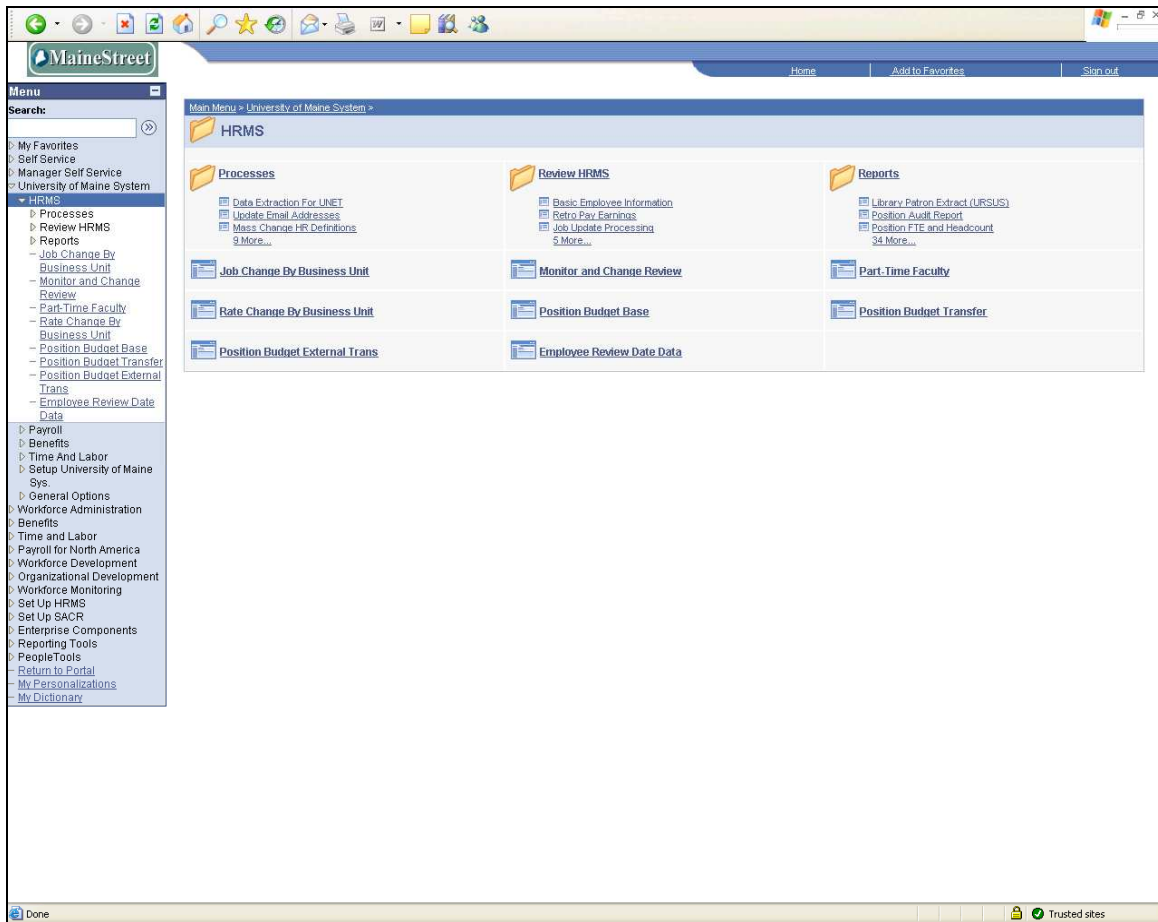 MaineStreet
Home
Add to Favorites
Sign out
Menu
Search:
My Favorites
Self Service
Manager Self Service
University of Maine System
HRMS
Processes
Review HRMS
Reports
Job Change By
Business Unit
Monitor and Change
Review
Part-Time Faculty
Rate Change By
Business Unit
Position Budget Base
Position Budget Transfer
Position Budget External
Trans
Employee Review Date
Data
Payroll
Benefits
Time And Labor
Setup University of Maine
Sys.
General Options
Workforce Administration
Benefits
Time and Labor
Payroll for North America
Workforce Development
Organizational Development
Workforce Monitoring
Set Up HRMS
Set Up SACR
Enterprise Components
Reporting Tools
PeopleTools
Return to Portal
My Personalizations
My Dictionary
Main Menu > University of Maine System >
HRMS
Processes
Data Extraction For UNET
Update Email Addresses
Mass Change HR Definitions
9 More...
Review HRMS
Basic Employee Information
Retro Pay Earnings
Job Update Processing
5 More...
Reports
Library Patron Extract (URSUS)
Position Audit Report
Position FTE and Headcount
34 More...
Job Change By Business Unit
Monitor and Change Review
Part-Time Faculty
Rate Change By Business Unit
Position Budget Base
Position Budget Transfer
Position Budget External Trans
Employee Review Date Data
Done
Trusted sites